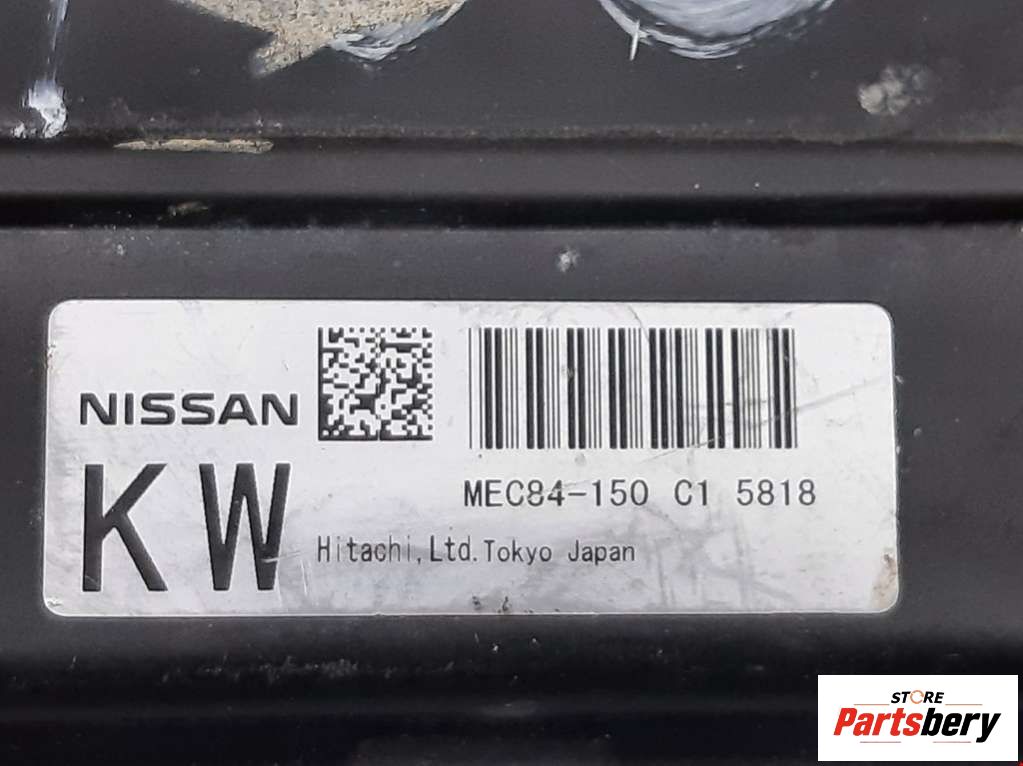 NISSAN
KW
MEC84-150 C1 5818
Hitachi,Ltd.Tokyo Japan
STORE
Partsbery